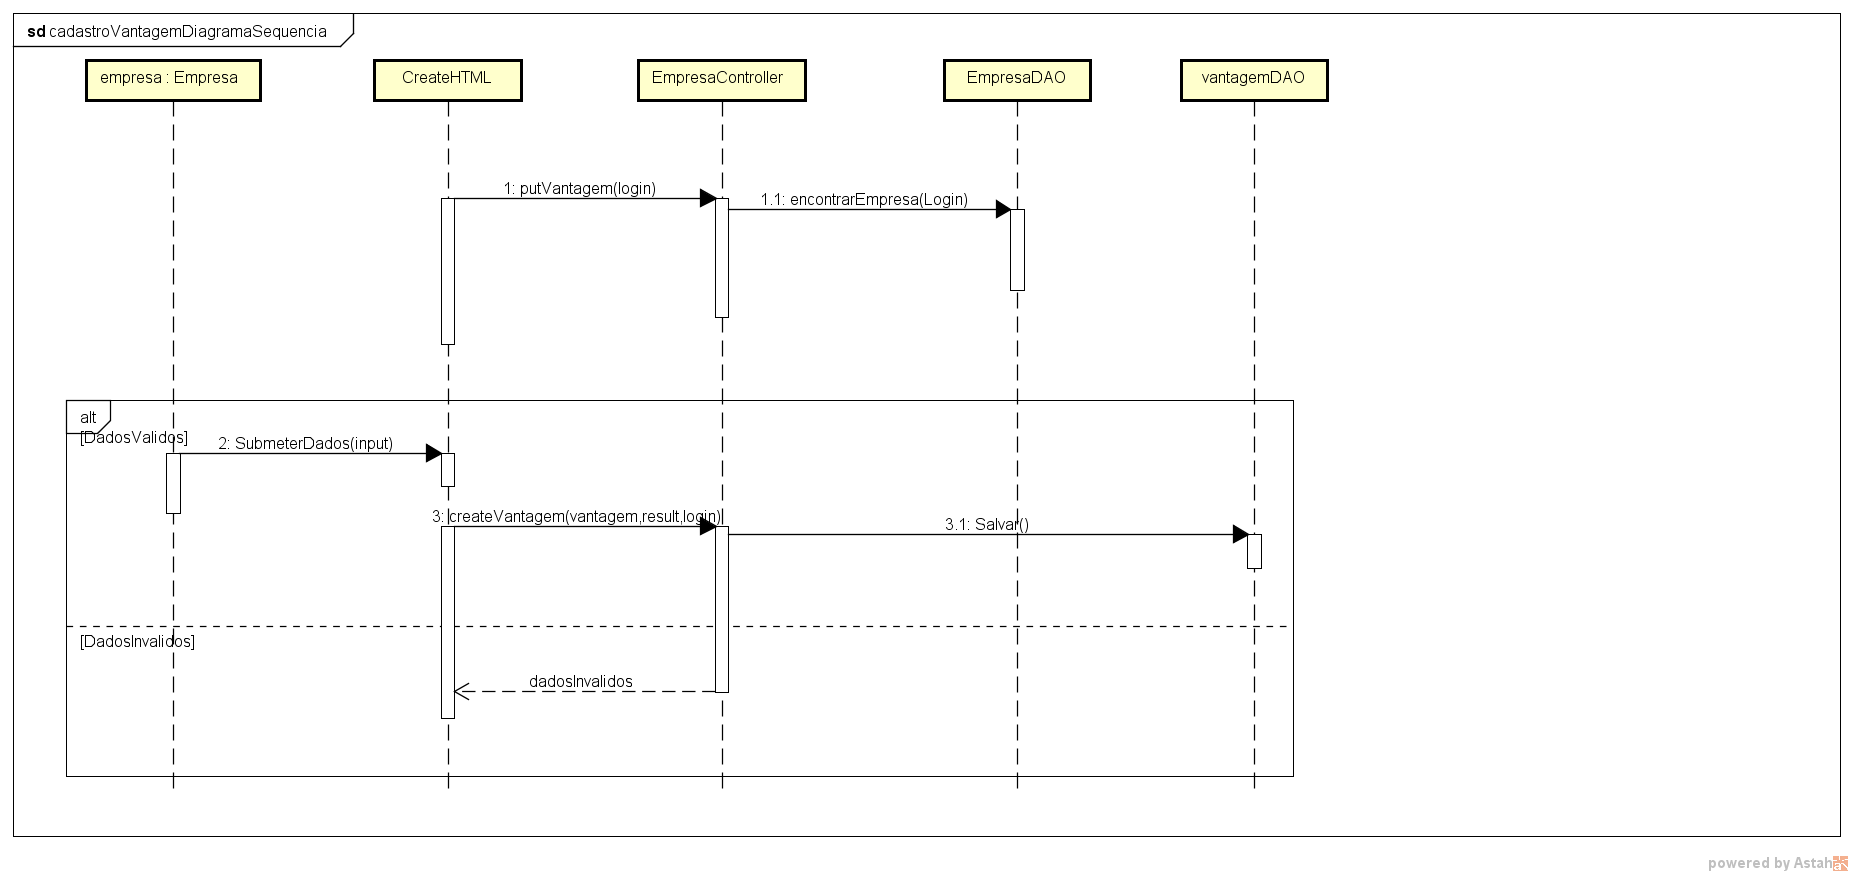 sd cadastroVantagemDiagramaSequencia
empresa : Empresa
CreateHTML
EmpresaController
EmpresaDAO
vantagemDAO
1: putVantagem(login)
1.1: encontrarEmpresa(Login)
alt
[DadosValidos]
2: SubmeterDados(input)
3: createVantagem(vantagem,result,login)
3.1: Salvar()
[DadosInvalidos]
dadosInvalidos
powered by Astah